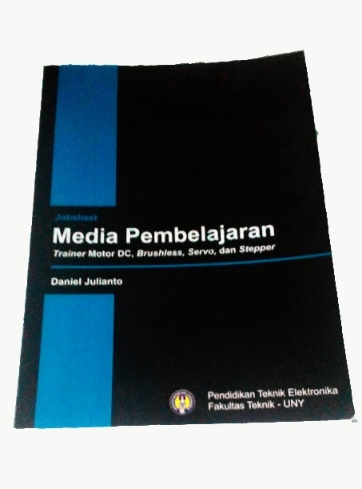 Jobsheet
Media Pembelajaran
Trainer Motor DC, Brushless, Servo, dan Stepper
Daniel Julianto
Pendidikan Teknik Elektronika
Fakultas Teknik - UNY